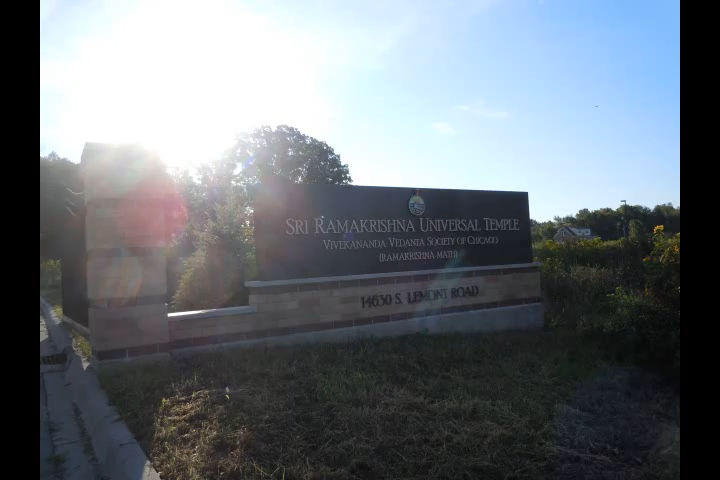 SRI RAMAKRISHNA UNIVERSAL TEMPLE
VIVEKANANDA VEDANTA SOCIETY OF CHICAGO
(RAMAKRISHNA MATH)
14630 S. LEMONT ROAD